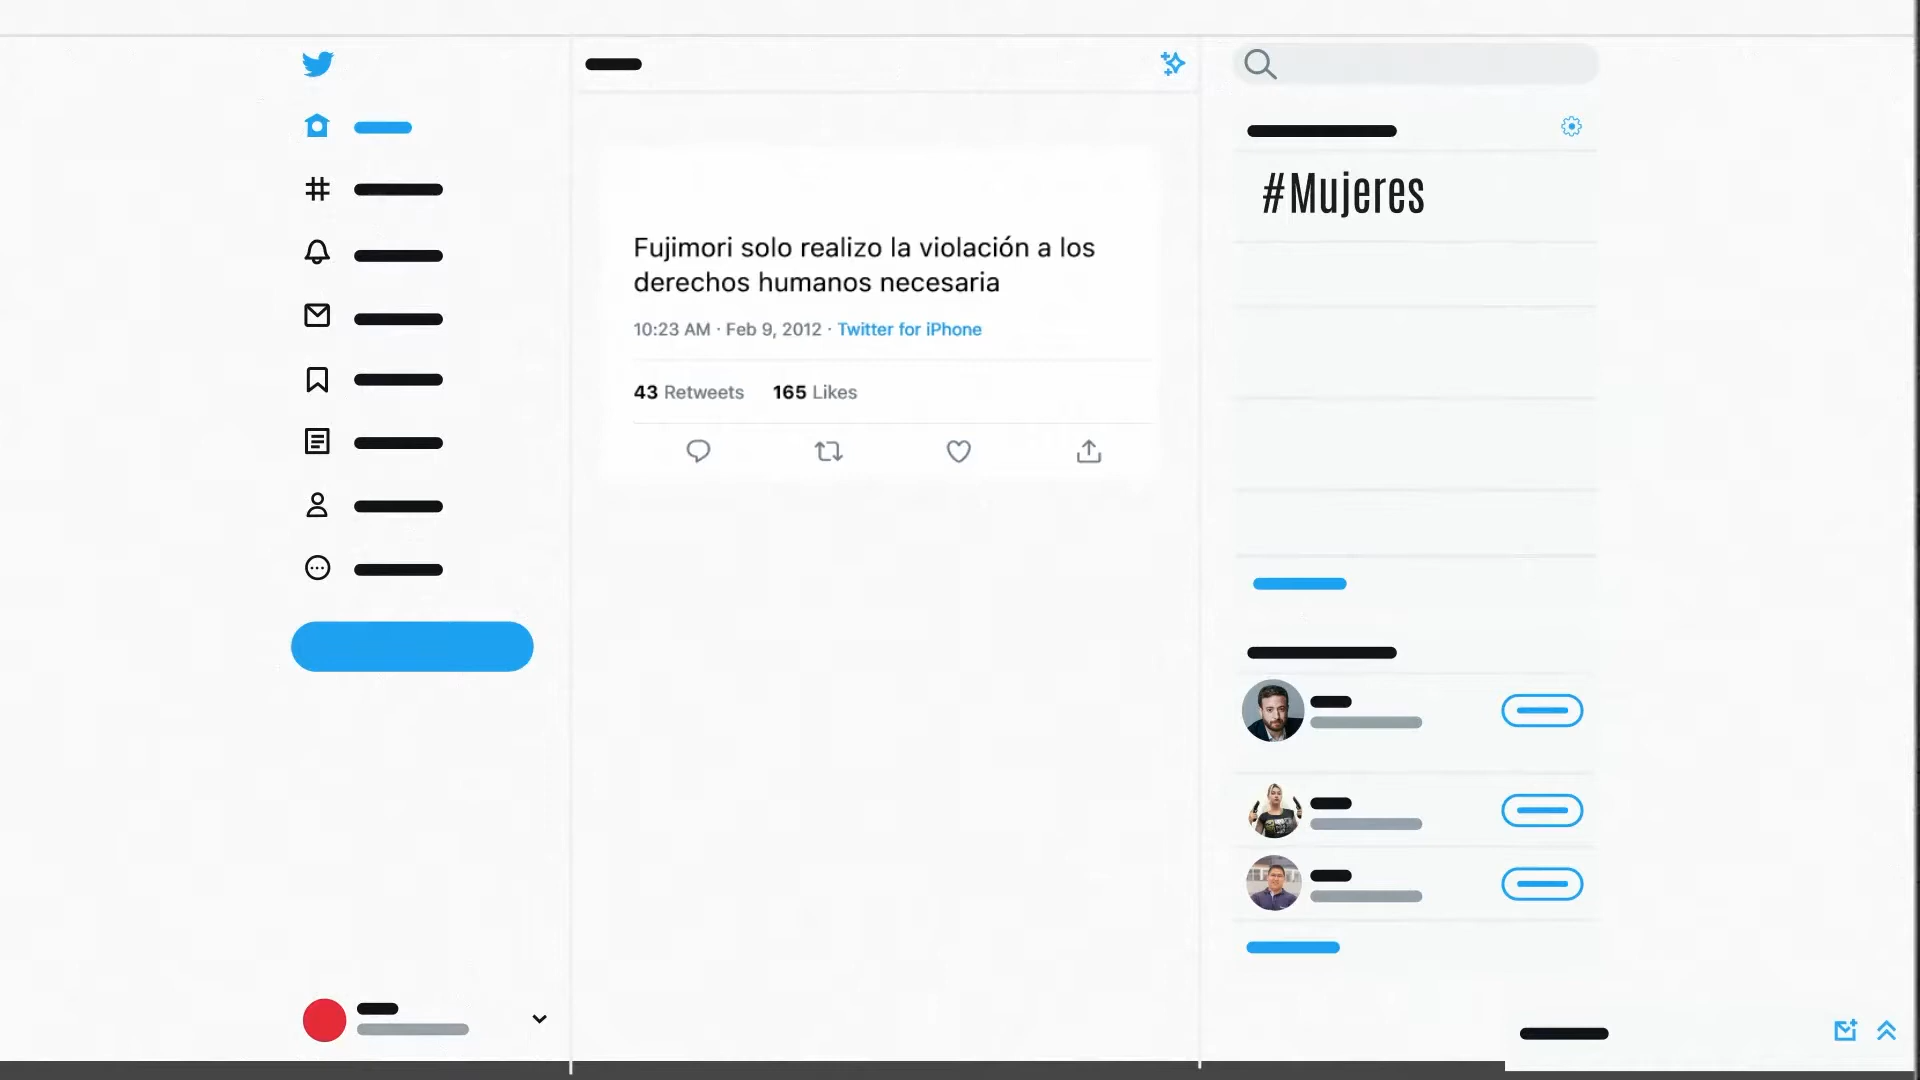 #Mujeres
Fujimori solo realizo la violación a los
derechos humanos necesaria
10:23 AM · Feb 9, 2012 · Twitter for iPhone
43 Retweets 165 Likes